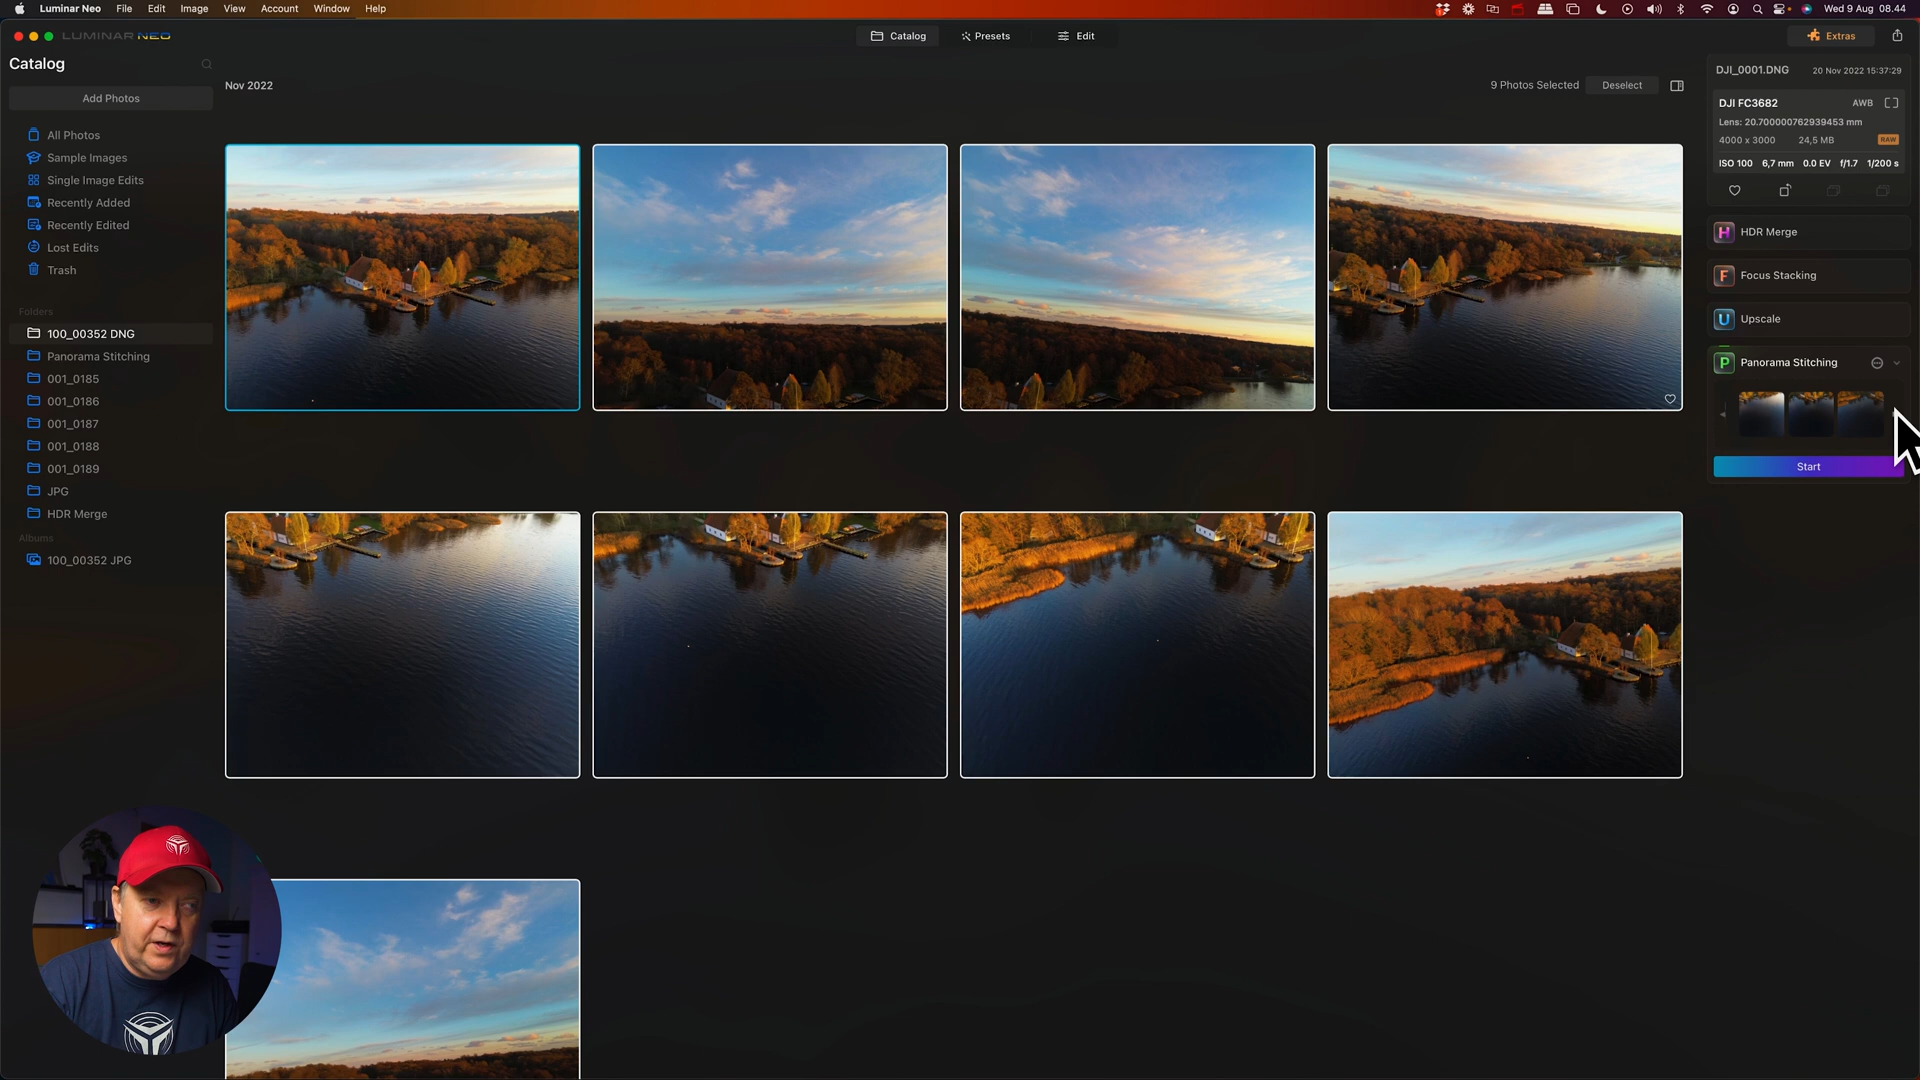 Luminar Neo File Edit Image View Account Window Help
Wed 9 Aug 08.44
LUMINAR NEO
Catalog Presets Edit
Extras
Catalog
Add Photos
All Photos
Sample Images
Single Image Edits
Recently Added
Recently Edited
Lost Edits
Trash
Folders
100_00352 DNG
Panorama Stitching
001_0185
001_0186
001_0187
001_0188
001_0189
JPG
HDR Merge
Albums
100_00352 JPG
Nov 2022
9 Photos Selected Deselect
DJI_0001.DNG 20 Nov 2022 15:37:29
DJI FC3682 AWB
Lens: 20.700000762939453 mm
4000 x 3000 24,5 MB RAW
ISO 100 6,7 mm 0.0 EV f/1.7 1/200 s
H HDR Merge
F Focus Stacking
U Upscale
P Panorama Stitching
Start